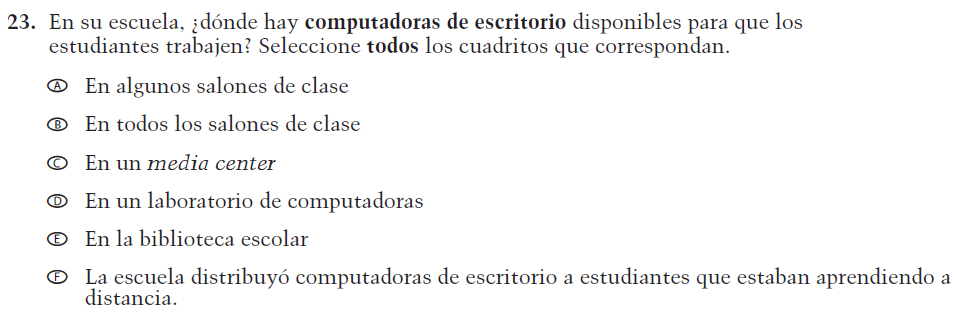 23. En su escuela, ¿dónde hay computadoras de escritorio disponibles para que los
estudiantes trabajen? Seleccione todos los cuadritos que correspondan.
A En algunos salones de clase
B En todos los salones de clase
C En un media center
D En un laboratorio de computadoras
E En la biblioteca escolar
F La escuela distribuyó computadoras de escritorio a estudiantes que estaban aprendiendo a
distancia.